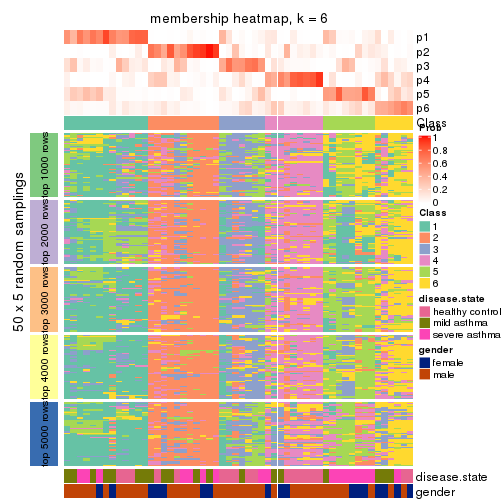 membership heatmap, k = 6
p1
p2
p3
p4
p5
p6
Class
50 x 5 random samplings
top 1000 rows
top 2000 rows
top 3000 rows
top 4000 rows
top 5000 rows
Prob
1
0.8
0.6
0.4
0.2
0
Class
1
2
3
4
5
6
disease.state
healthy control
mild asthma
severe asthma
gender
female
male
disease.state
gender